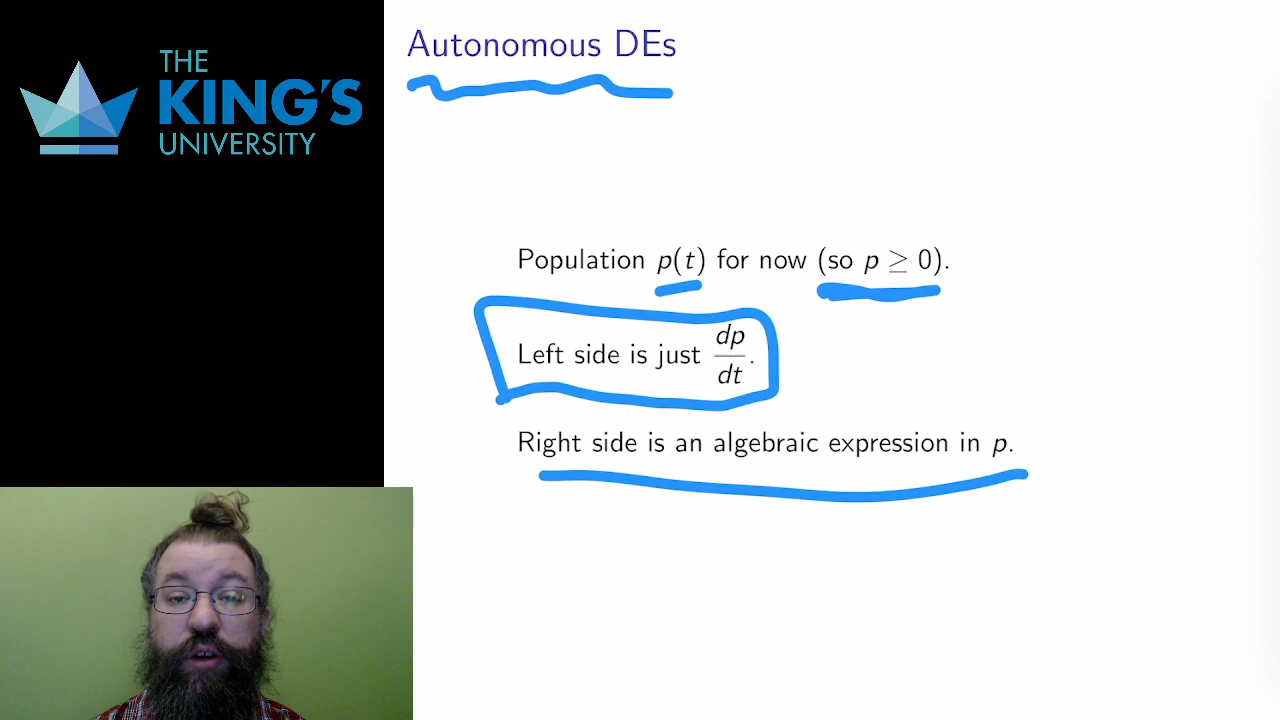 THE
KING'S
UNIVERSITY
Autonomous DEs
Population p(t) for now (so p ≥ 0).
Left side is just dp/dt.
Right side is an algebraic expression in p.